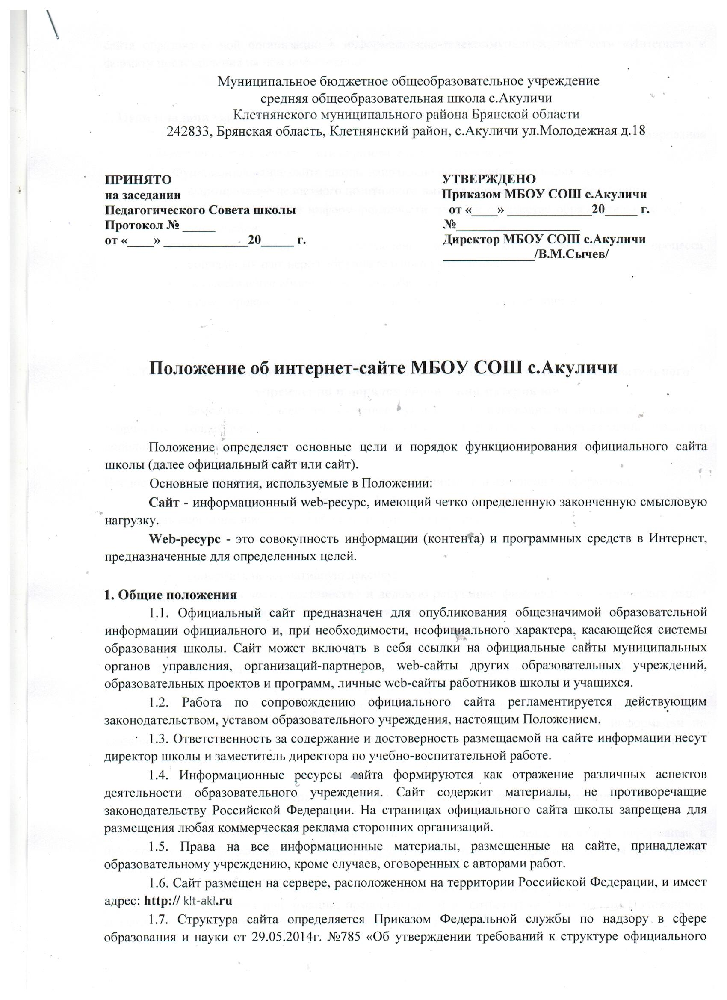 Муниципальное бюджетное общеобразовательное учреждение
средняя общеобразовательная школа с.Акуличи
Клетнянского муниципального района Брянской области
242833, Брянская область, Клетнянский район, с.Акуличи ул.Молодежная д.18
ПРИНЯТО
на заседании
Педагогического Совета школы
Протокол № _____
от «____» _____________20_____ г.
УТВЕРЖДЕНО
Приказом МБОУ СОШ с.Акуличи
от «____» _____________20_____ г.
№___________________
Директор МБОУ СОШ с.Акуличи
______________/В.М.Сычев/
Положение об интернет-сайте МБОУ СОШ с.Акуличи
Положение определяет основные цели и порядок функционирования официального сайта
школы (далее официальный сайт или сайт).
Основные понятия, используемые в Положении:
Сайт - информационный web-ресурс, имеющий четко определенную законченную смысловую
нагрузку.
Web-ресурс - это совокупность информации (контента) и программных средств в Интернет,
предназначенные для определенных целей.
1. Общие положения
1.1. Официальный сайт предназначен для опубликования общезначимой образовательной
информации официального и, при необходимости, неофициального характера, касающейся системы
образования школы. Сайт может включать в себя ссылки на официальные сайты муниципальных
органов управления, организаций-партнеров, web-сайты других образовательных учреждений,
образовательных проектов и программ, личные web-сайты работников школы и учащихся.
1.2. Работа по сопровождению официального сайта регламентируется действующим
законодательством, уставом образовательного учреждения, настоящим Положением.
1.3. Ответственность за содержание и достоверность размещаемой на сайте информации несут
директор школы и заместитель директора по учебно-воспитательной работе.
1.4. Информационные ресурсы сайта формируются как отражение различных аспектов
деятельности образовательного учреждения. Сайт содержит материалы, не противоречащие
законодательству Российской Федерации. На страницах официального сайта школы запрещена для
размещения любая коммерческая реклама сторонних организаций.
1.5. Права на все информационные материалы, размещенные на сайте, принадлежат
образовательному учреждению, кроме случаев, оговоренных с авторами работ.
1.6. Сайт размещен на сервере, расположенном на территории Российской Федерации, и имеет
адрес: http:// klt-akl.ru
1.7. Структура сайта определяется Приказом Федеральной службы по надзору в сфере
образования и науки от 29.05.2014г. №785 «Об утверждении требований к структуре официального